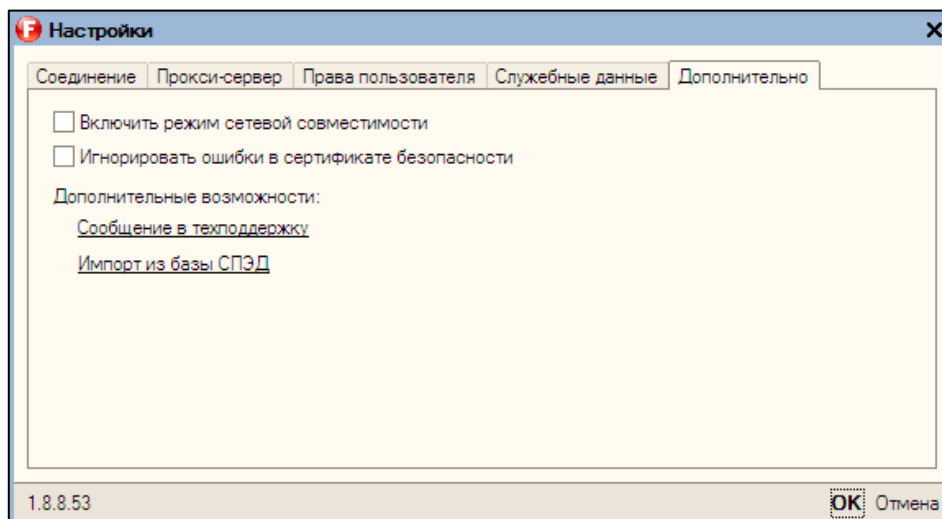 F Настройки
Соединение Прокси-сервер Права пользователя Служебные данные Дополнительно
Включить режим сетевой совместимости
Игнорировать ошибки в сертификате безопасности
Дополнительные возможности:
Сообщение в техподдержку
Импорт из базы СПЭД
1.8.8.53 OK Отмена